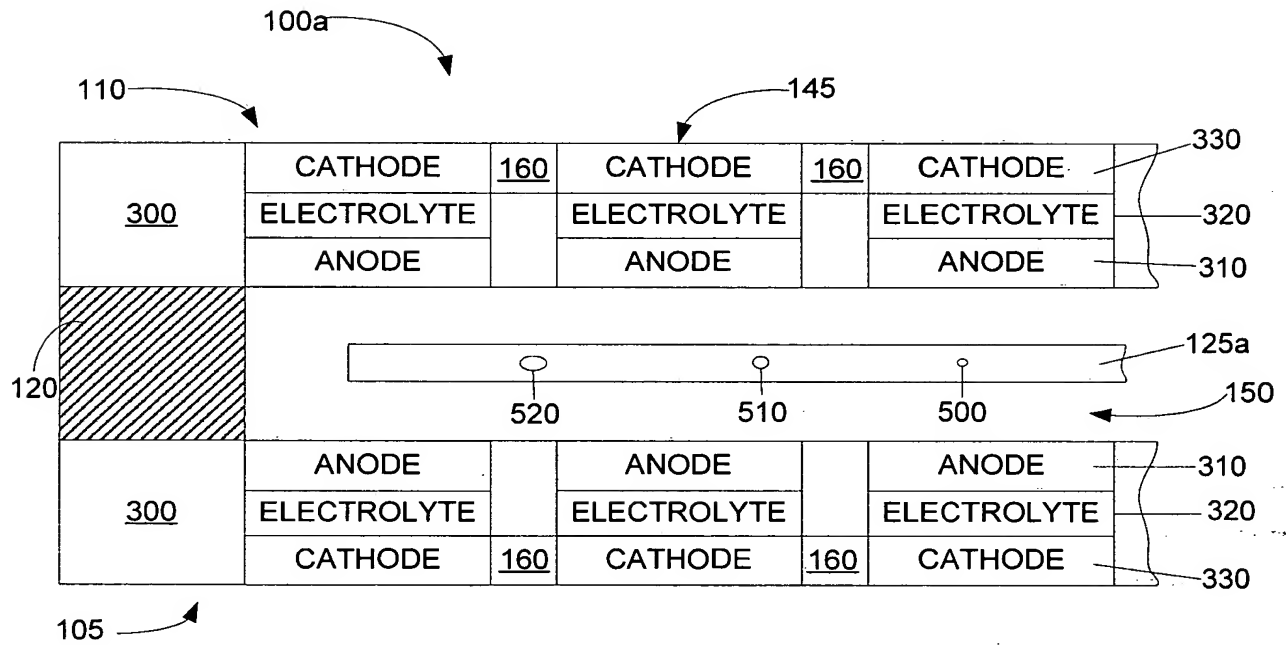 100a
110
145
CATHODE 160 CATHODE 160 CATHODE 330
300 ELECTROLYTE ELECTROLYTE ELECTROLYTE 320
ANODE ANODE ANODE 310
125a
120 520 510 500 150
ANODE ANODE ANODE 310
300 ELECTROLYTE ELECTROLYTE ELECTROLYTE 320
CATHODE 160 CATHODE 160 CATHODE 330
105